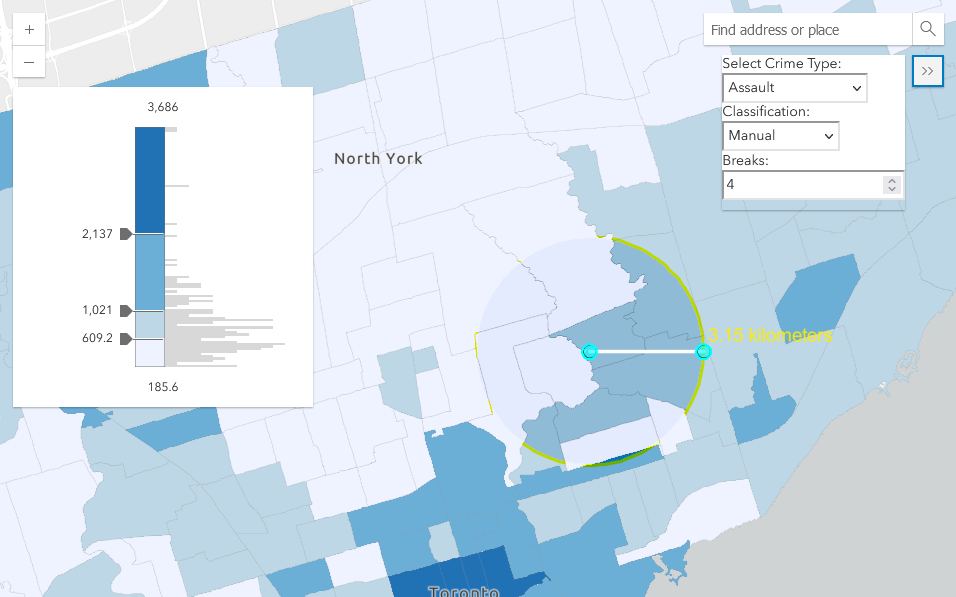 +
−
Find address or place
Select Crime Type:
Assault
Classification:
Manual
Breaks:
4
3,686
2,137
1,021
609.2
185.6
North York
3.15 kilometers
Toronto